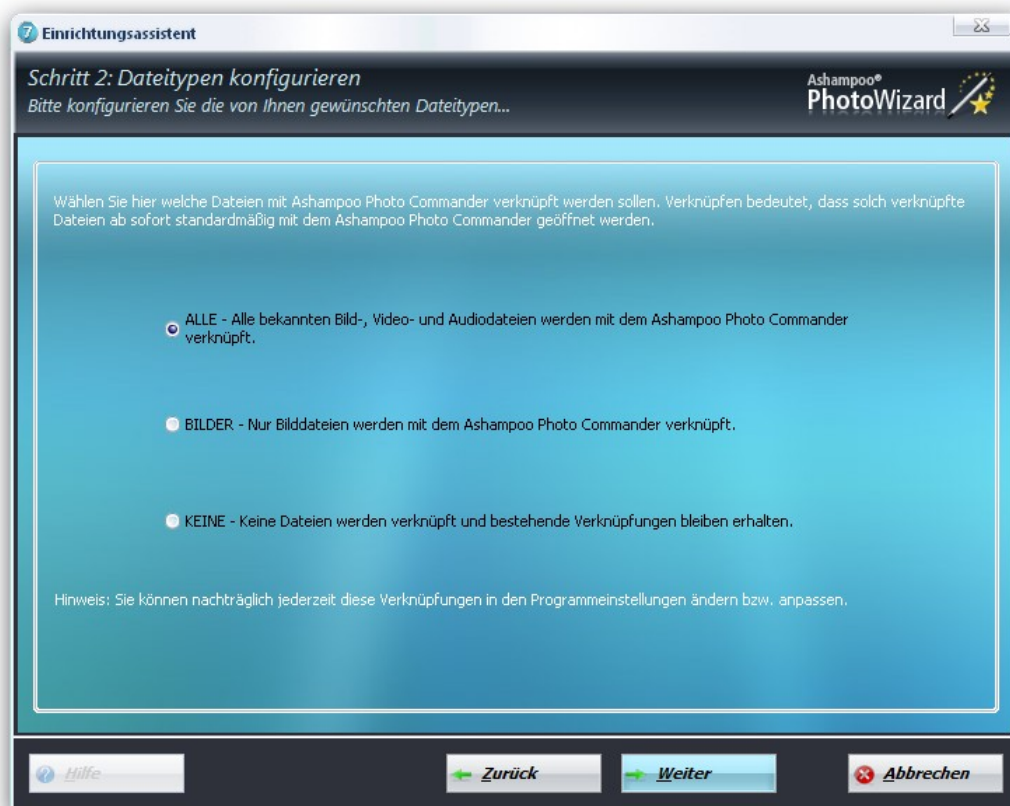 7 Einrichtungsassistent
Schritt 2: Dateitypen konfigurieren
Bitte konfigurieren Sie die von Ihnen gewünschten Dateitypen...
Ashampoo®
PhotoWizard
Wählen Sie hier welche Dateien mit Ashampoo Photo Commander verknüpft werden sollen. Verknüpfen bedeutet, dass solch verknüpfte
Dateien ab sofort standardmäßig mit dem Ashampoo Photo Commander geöffnet werden.
ALLE - Alle bekannten Bild-, Video- und Audiodateien werden mit dem Ashampoo Photo Commander
verknüpft.
BILDER - Nur Bilddateien werden mit dem Ashampoo Photo Commander verknüpft.
KEINE - Keine Dateien werden verknüpft und bestehende Verknüpfungen bleiben erhalten.
Hinweis: Sie können nachträglich jederzeit diese Verknüpfungen in den Programmeinstellungen ändern bzw. anpassen.
Hilfe
Zurück
Weiter
Abbrechen